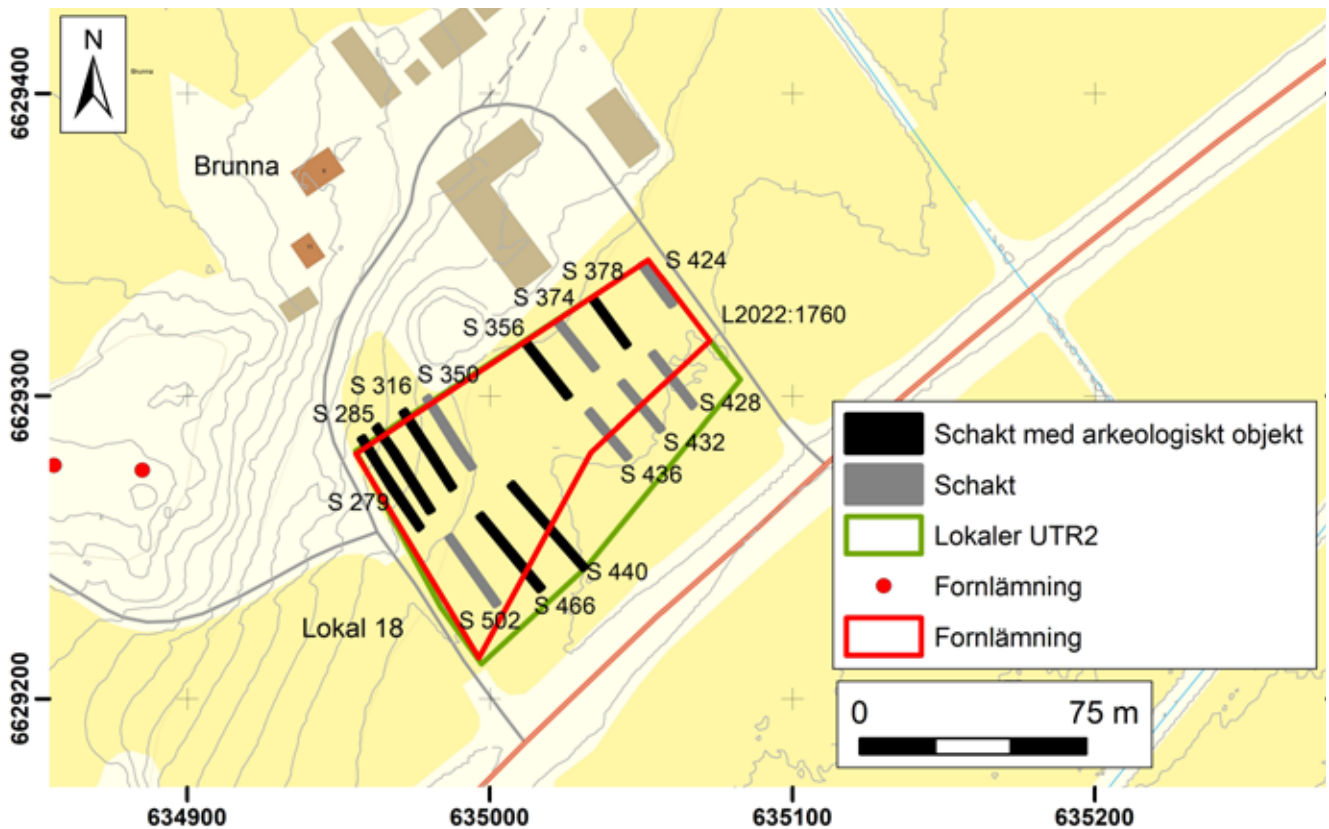 N
Brunna
6629400
6629300
6629200
Brunna
S 424
S 378
S 374
L2022:1760
S 356
S 350
S 316
S 285
S 428
S 432
S 436
S 279
S 440
S 466
S 502
Lokal 18
Schakt med arkeologiskt objekt
Schakt
Lokaler UTR2
Fornlämning
Fornlämning
0 75 m
634900 635000 635100 635200